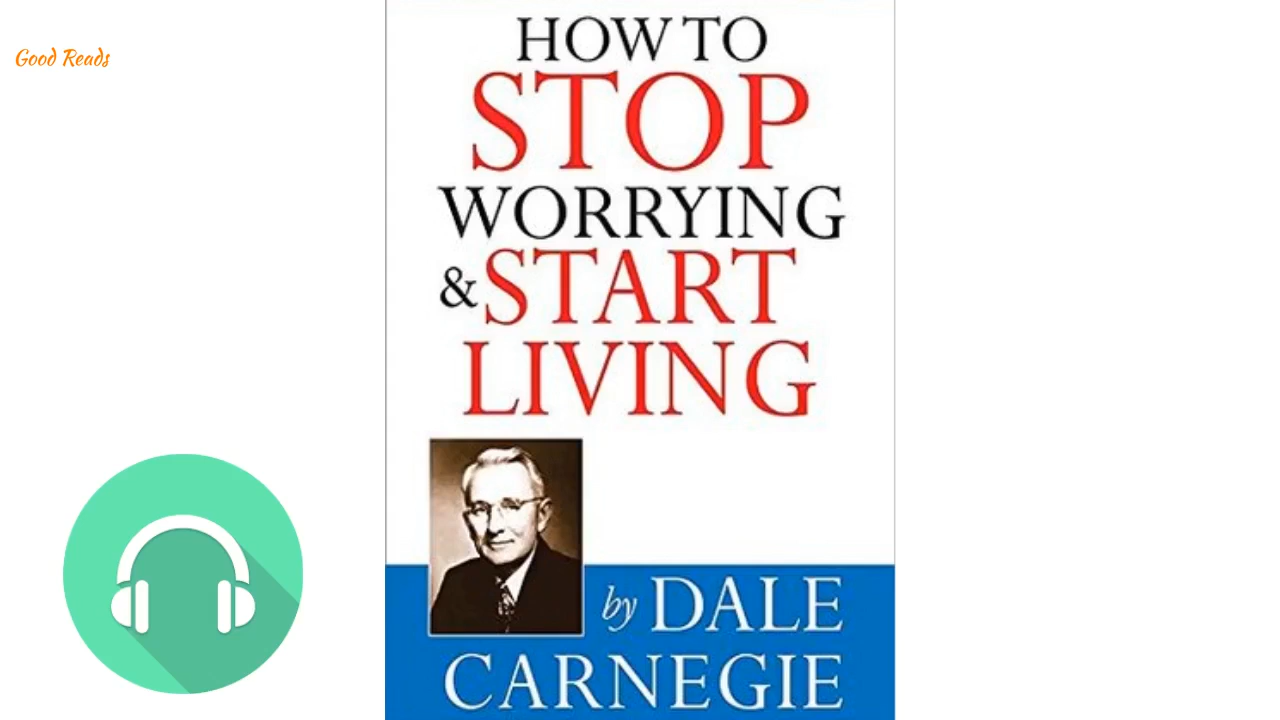 Good Reads
HOW TO
STOP
WORRYING
& START
LIVING
by DALE
CARNEGIE